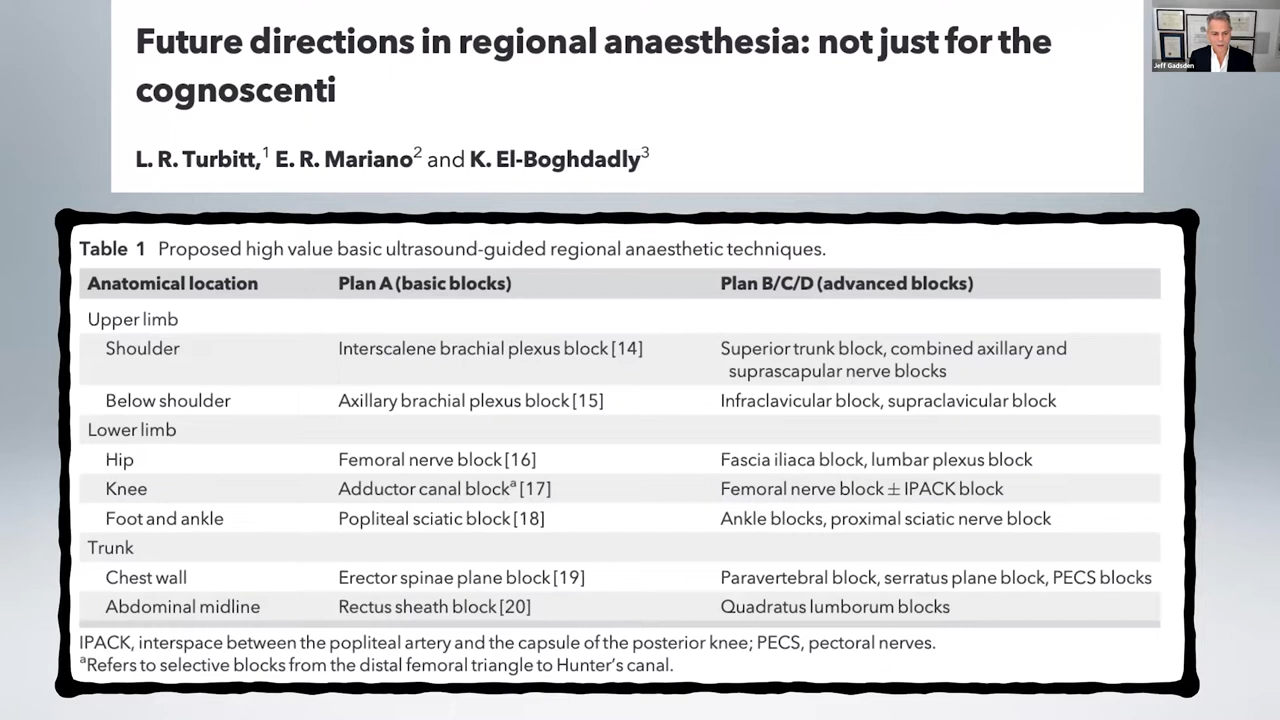 Future directions in regional anaesthesia: not just for the
cognoscenti
L. R. Turbitt,1 E. R. Mariano2 and K. El-Boghdadly3
Jeff Gadsden
Table 1 Proposed high value basic ultrasound-guided regional anaesthetic techniques.
Anatomical location Plan A (basic blocks) Plan B/C/D (advanced blocks)
Upper limb
Shoulder Interscalene brachial plexus block [14] Superior trunk block, combined axillary and
suprascapular nerve blocks
Below shoulder Axillary brachial plexus block [15] Infraclavicular block, supraclavicular block
Lower limb
Hip Femoral nerve block [16] Fascia iliaca block, lumbar plexus block
Knee Adductor canal blocka [17] Femoral nerve block ± IPACK block
Foot and ankle Popliteal sciatic block [18] Ankle blocks, proximal sciatic nerve block
Trunk
Chest wall Erector spinae plane block [19] Paravertebral block, serratus plane block, PECS blocks
Abdominal midline Rectus sheath block [20] Quadratus lumborum blocks
IPACK, interspace between the popliteal artery and the capsule of the posterior knee; PECS, pectoral nerves.
aRefers to selective blocks from the distal femoral triangle to Hunter's canal.